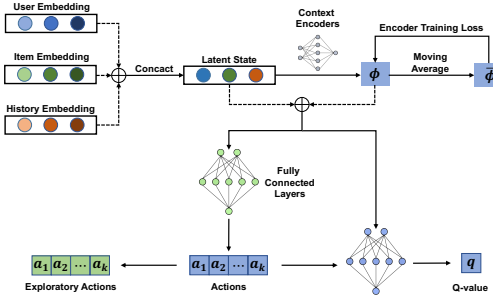 User Embedding
Item Embedding
History Embedding
Concact
Latent State
Context
Encoders
Encoder Training Loss
ϕ
Moving
Average
ϕ̅
Fully
Connected
Layers
a₁ a₂ ... aₖ
Exploratory Actions
a₁ a₂ ... aₖ
Actions
q
Q-value